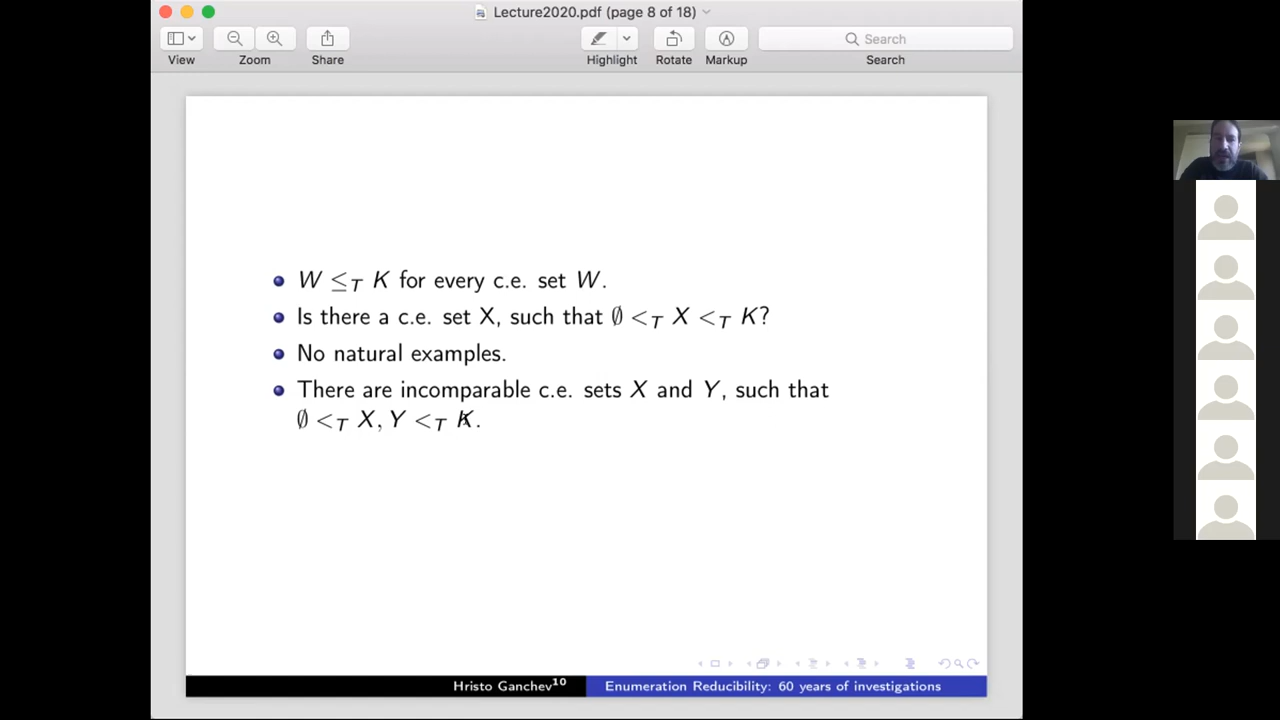 Lecture2020.pdf (page 8 of 18)
View Zoom Share Highlight Rotate Markup Search
Search
W ≤_T K for every c.e. set W.
Is there a c.e. set X, such that ∅ <_T X <_T K?
No natural examples.
There are incomparable c.e. sets X and Y, such that
∅ <_T X, Y <_T K.
Hristo Ganchev¹⁰ Enumeration Reducibility: 60 years of investigations